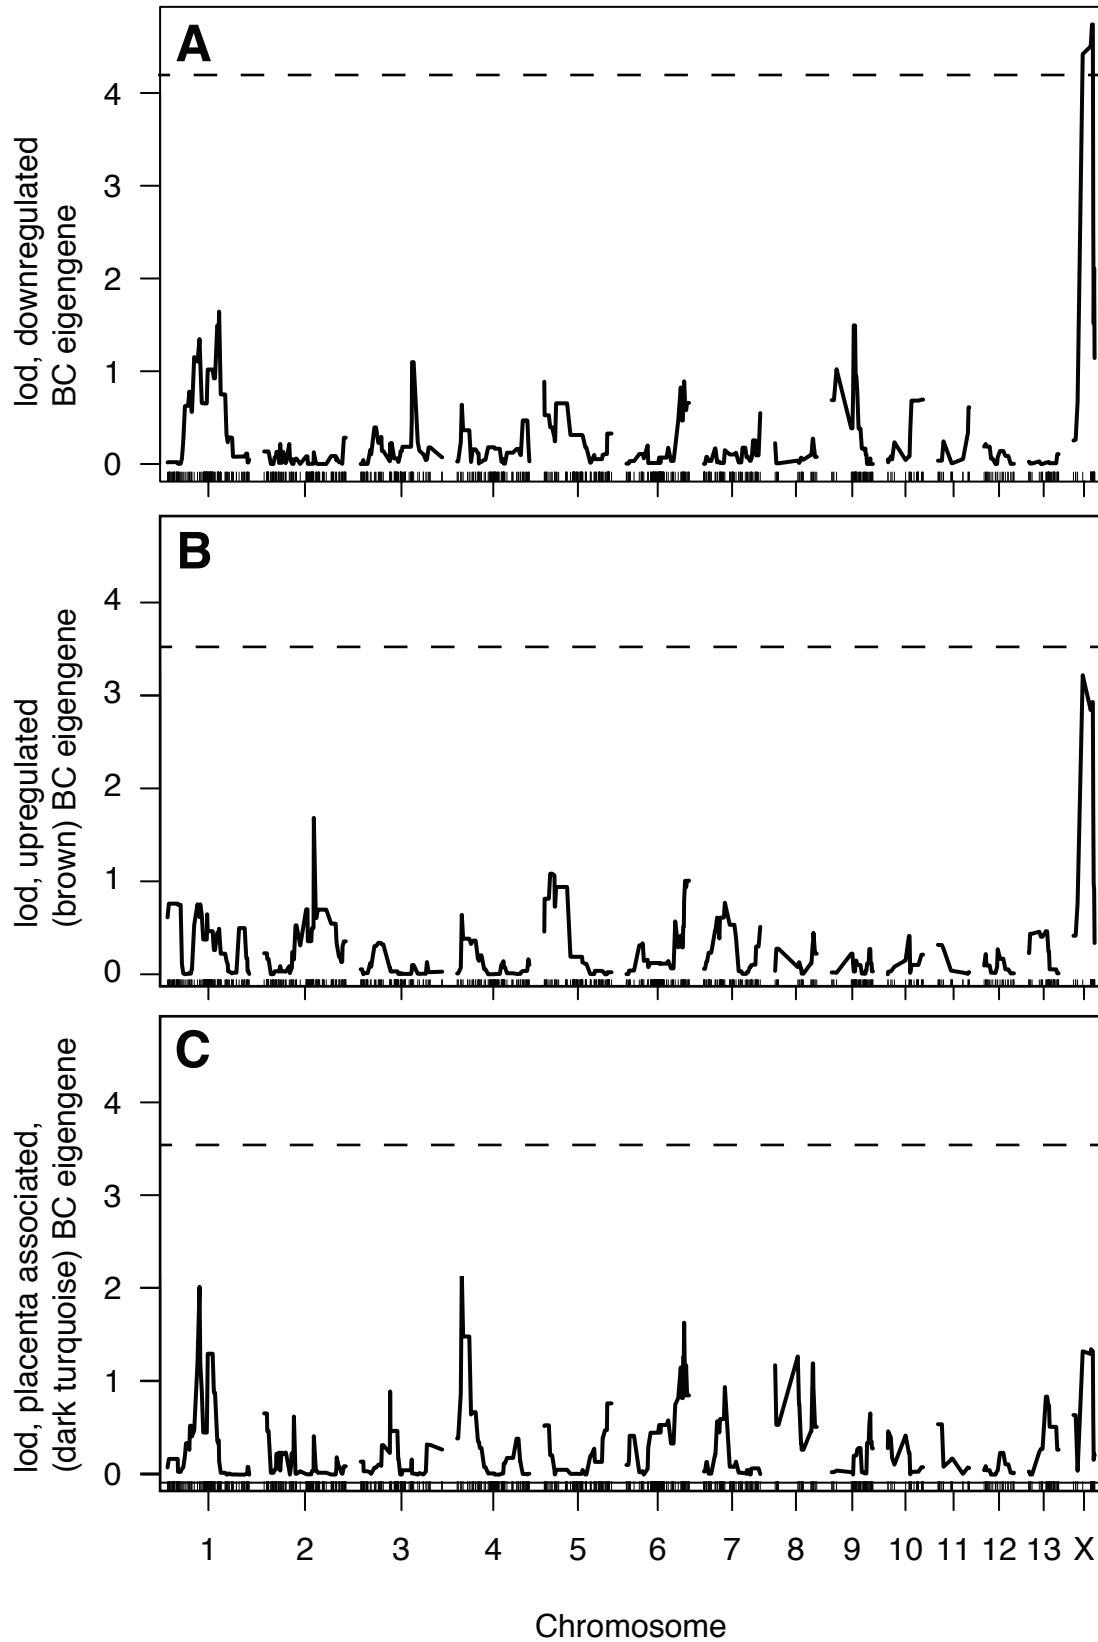 A
lod, downregulated
BC eigengene
4
3
2
1
0
B
lod, upregulated
(brown) BC eigengene
4
3
2
1
0
C
lod, placenta associated,
(dark turquoise) BC eigengene
4
3
2
1
0
1 2 3 4 5 6 7 8 9 10 11 12 13 X
Chromosome